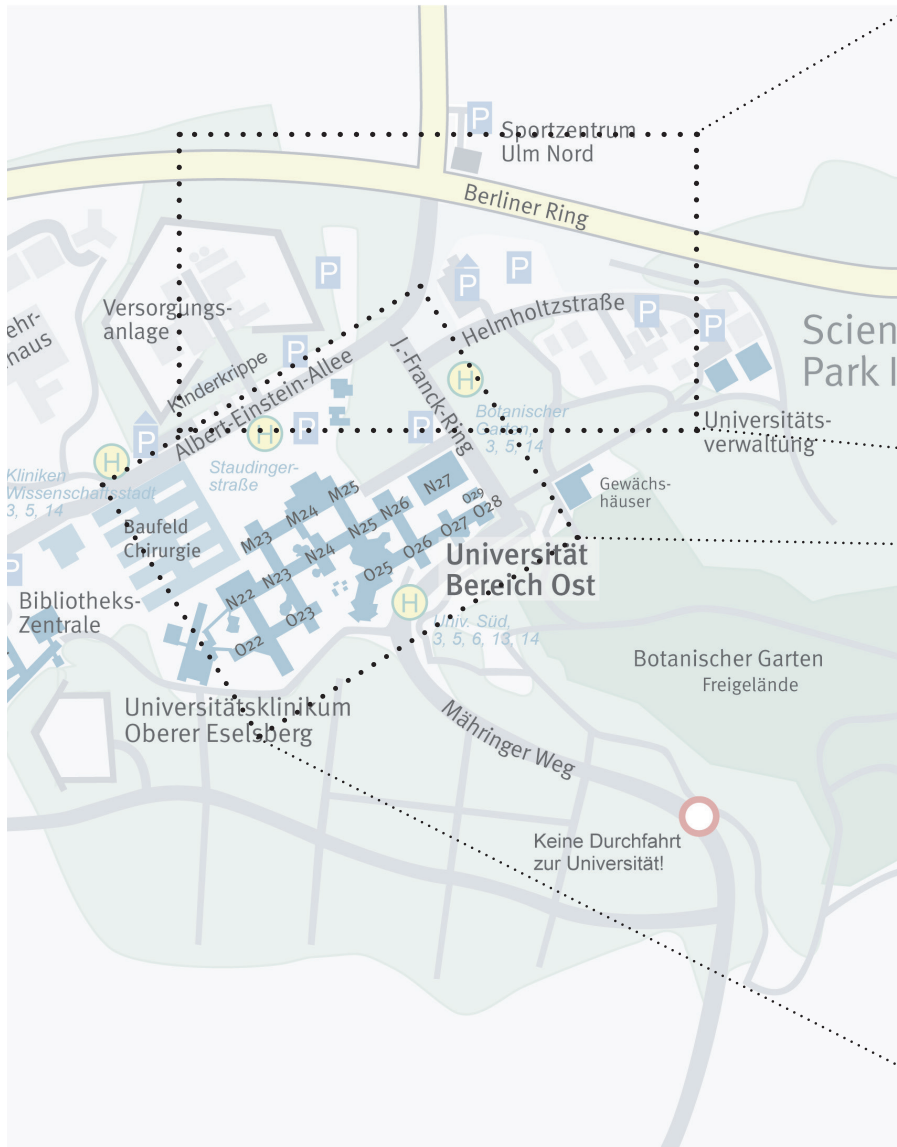 P
Sportzentrum
Ulm Nord
Berliner Ring
P
P
P
Versorgungs-
anlage
Helmholtzstraße
P
P
Scien
Park I
haus
P
J.-Franck-Ring
Kinderkrippe
Albert-Einstein-Allee
H
Botanischer
Garten,
3, 5, 14
Universitäts-
verwaltung
P
H
P
P
H
Kliniken
Wissenschaftsstadt
3, 5, 14
Staudinger-
straße
Gewächs-
häuser
M25
N27
O29
O28
M24
N26
M23
N25
O27
Baufeld
Chirurgie
N24
O26
Universität
Bereich Ost
N23
O25
P
N22
H
Bibliotheks-
Zentrale
O23
Univ. Süd,
3, 5, 6, 13, 14
O22
Botanischer Garten
Freigelände
Universitätsklinikum
Oberer Eselsberg
Mähringer Weg
Keine Durchfahrt
zur Universität!